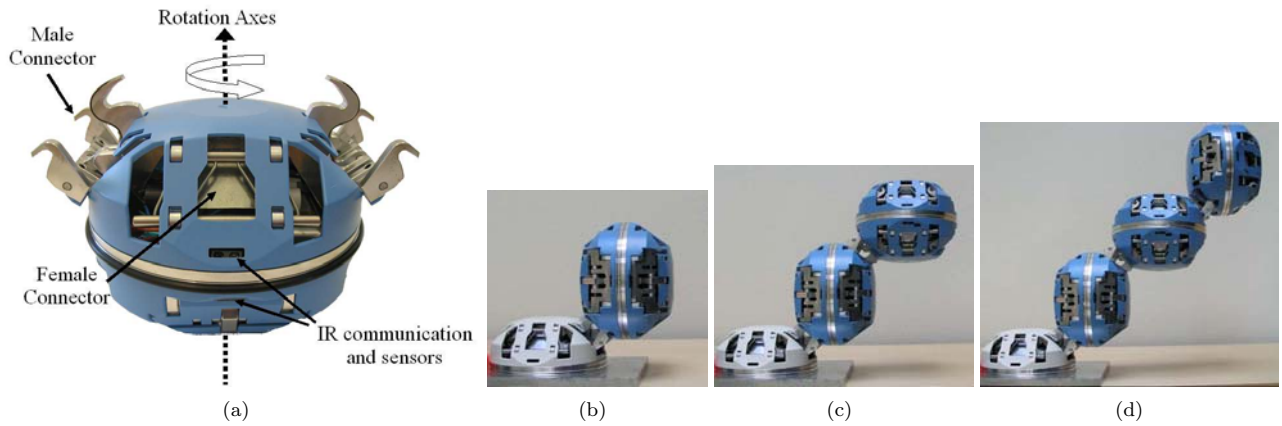 Rotation Axes
Male
Connector
Female
Connector
IR communication
and sensors
(a)
(b)
(c)
(d)